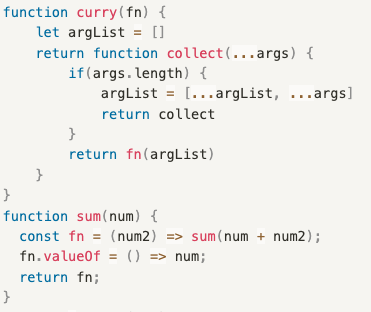 function curry(fn) {
    let argList = []
    return function collect(...args) {
        if(args.length) {
            argList = [...argList, ...args]
            return collect
        }
        return fn(argList)
    }
}
function sum(num) {
  const fn = (num2) => sum(num + num2);
  fn.valueOf = () => num;
  return fn;
}